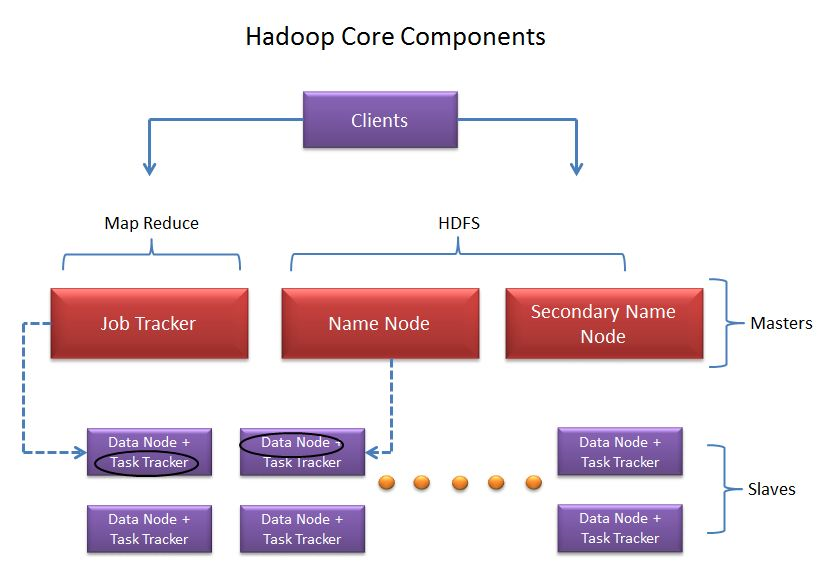 Hadoop Core Components
Clients
Map Reduce
HDFS
Job Tracker
Name Node
Secondary Name
Node
Masters
Data Node +
Task Tracker
Data Node +
Task Tracker
Data Node +
Task Tracker
Slaves
Data Node +
Task Tracker
Data Node +
Task Tracker
Data Node +
Task Tracker